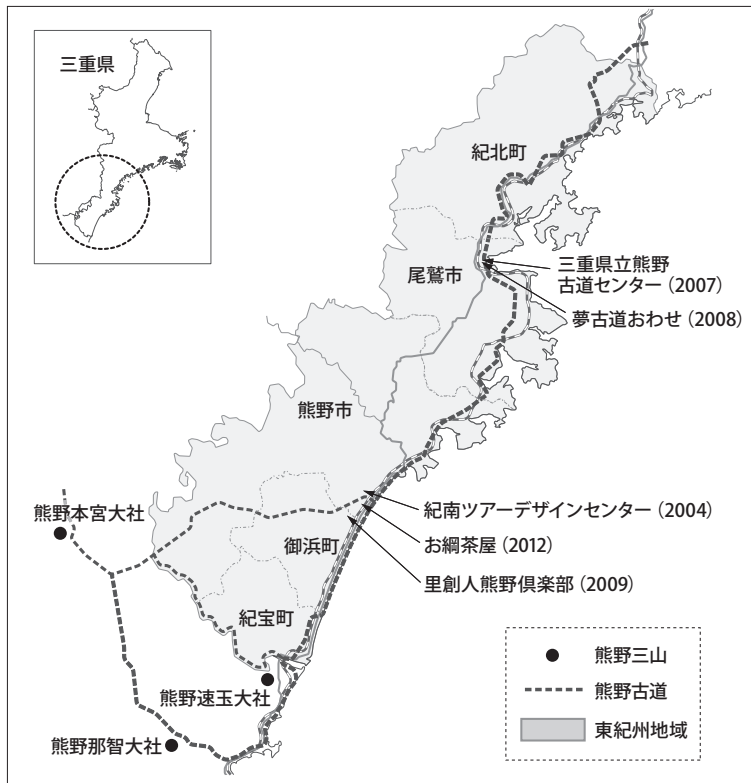 三重県
紀北町
尾鷲市
三重県立熊野
古道センター(2007)
夢古道おわせ(2008)
熊野市
熊野本宮大社
紀南ツアーデザインセンター(2004)
お綱茶屋(2012)
御浜町
里創人熊野倶楽部(2009)
紀宝町
熊野速玉大社
熊野那智大社
熊野三山
熊野古道
東紀州地域